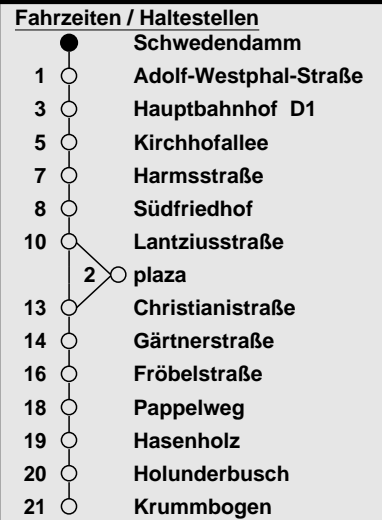 Fahrzeiten / Haltestellen
Schwedendamm
1 Adolf-Westphal-Straße
3 Hauptbahnhof D1
5 Kirchhofallee
7 Harmsstraße
8 Südfriedhof
10 Lantziusstraße
2 plaza
13 Christianistraße
14 Gärtnerstraße
16 Fröbelstraße
18 Pappelweg
19 Hasenholz
20 Holunderbusch
21 Krummbogen